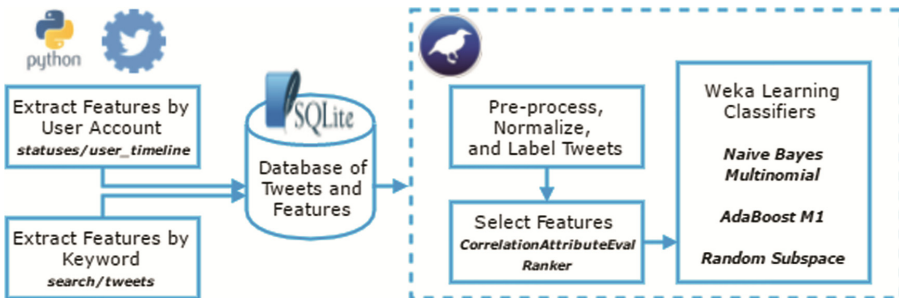 python
Extract Features by
User Account
statuses/user_timeline
Extract Features by
Keyword
search/tweets
SQLite
Database of
Tweets and
Features
Pre-process,
Normalize,
and Label Tweets
Select Features
CorrelationAttributeEval
Ranker
Weka Learning
Classifiers
Naive Bayes
Multinomial
AdaBoost M1
Random Subspace